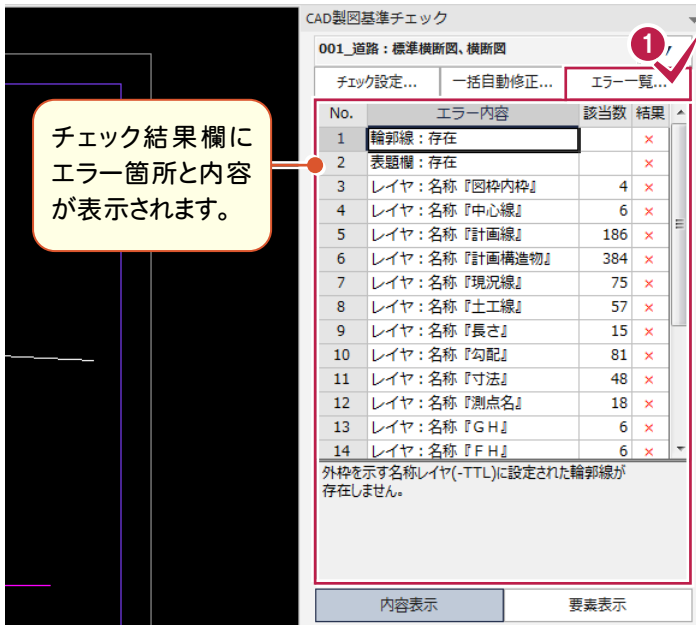 CAD製図基準チェック
001_道路：標準横断図、横断図
1
チェック設定...
一括自動修正...
エラー一覧...
チェック結果欄に
エラー箇所と内容
が表示されます。
No. エラー内容 該当数 結果
1 輪郭線：存在 ×
2 表題欄：存在 ×
3 レイヤ：名称『図枠内枠』 4 ×
4 レイヤ：名称『中心線』 6 ×
5 レイヤ：名称『計画線』 186 ×
6 レイヤ：名称『計画構造物』 384 ×
7 レイヤ：名称『現況線』 75 ×
8 レイヤ：名称『土工線』 57 ×
9 レイヤ：名称『長さ』 15 ×
10 レイヤ：名称『勾配』 81 ×
11 レイヤ：名称『寸法』 48 ×
12 レイヤ：名称『測点名』 18 ×
13 レイヤ：名称『ＧＨ』 6 ×
14 レイヤ：名称『ＦＨ』 6 ×
外枠を示す名称レイヤ(-TTL)に設定された輪郭線が
存在しません。
内容表示
要素表示